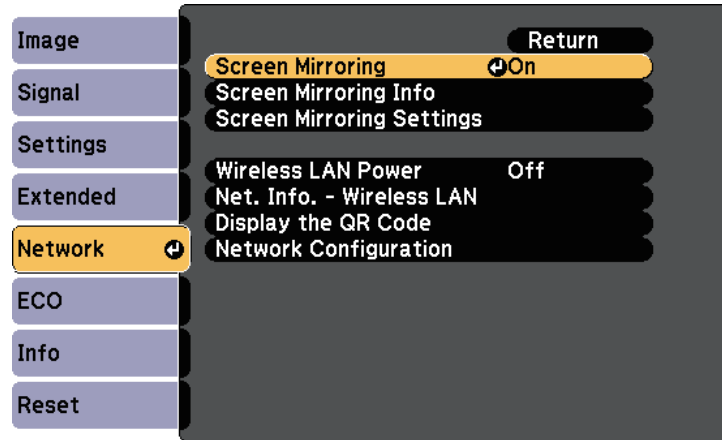 Image
Signal
Settings
Extended
Network
ECO
Info
Reset
Return
Screen Mirroring On
Screen Mirroring Info
Screen Mirroring Settings
Wireless LAN Power Off
Net. Info. - Wireless LAN
Display the QR Code
Network Configuration